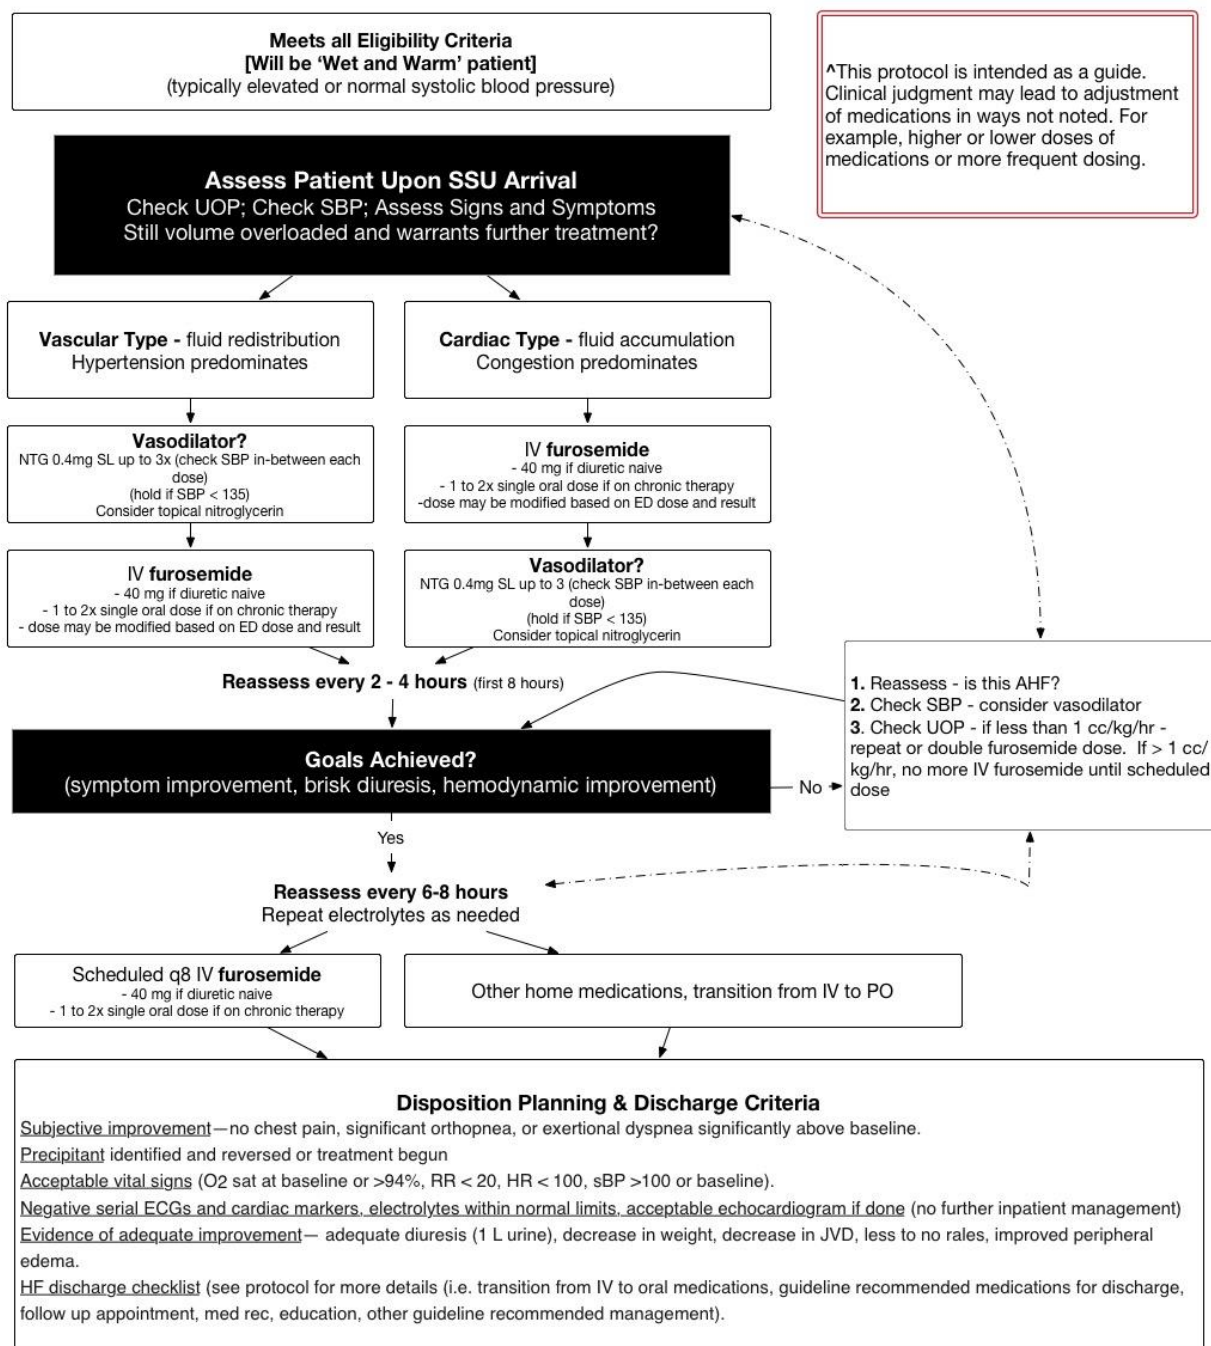 Meets all Eligibility Criteria
[Will be ‘Wet and Warm’ patient]
(typically elevated or normal systolic blood pressure)
^This protocol is intended as a guide.
Clinical judgment may lead to adjustment
of medications in ways not noted. For
example, higher or lower doses of
medications or more frequent dosing.
Assess Patient Upon SSU Arrival
Check UOP; Check SBP; Assess Signs and Symptoms
Still volume overloaded and warrants further treatment?
Vascular Type - fluid redistribution
Hypertension predominates
Cardiac Type - fluid accumulation
Congestion predominates
Vasodilator?
NTG 0.4mg SL up to 3x (check SBP in-between each
dose)
(hold if SBP < 135)
Consider topical nitroglycerin
IV furosemide
- 40 mg if diuretic naive
- 1 to 2x single oral dose if on chronic therapy
-dose may be modified based on ED dose and result
IV furosemide
- 40 mg if diuretic naive
- 1 to 2x single oral dose if on chronic therapy
- dose may be modified based on ED dose and result
Vasodilator?
NTG 0.4mg SL up to 3 (check SBP in-between each
dose)
(hold if SBP < 135)
Consider topical nitroglycerin
Reassess every 2 - 4 hours (first 8 hours)
1. Reassess - is this AHF?
2. Check SBP - consider vasodilator
3. Check UOP - if less than 1 cc/kg/hr -
repeat or double furosemide dose. If > 1 cc/
kg/hr, no more IV furosemide until scheduled
dose
Goals Achieved?
(symptom improvement, brisk diuresis, hemodynamic improvement)
No
Yes
Reassess every 6-8 hours
Repeat electrolytes as needed
Scheduled q8 IV furosemide
- 40 mg if diuretic naive
- 1 to 2x single oral dose if on chronic therapy
Other home medications, transition from IV to PO
Disposition Planning & Discharge Criteria
Subjective improvement—no chest pain, significant orthopnea, or exertional dyspnea significantly above baseline.
Precipitant identified and reversed or treatment begun
Acceptable vital signs (O2 sat at baseline or >94%, RR < 20, HR < 100, sBP >100 or baseline).
Negative serial ECGs and cardiac markers, electrolytes within normal limits, acceptable echocardiogram if done (no further inpatient management)
Evidence of adequate improvement— adequate diuresis (1 L urine), decrease in weight, decrease in JVD, less to no rales, improved peripheral
edema.
HF discharge checklist (see protocol for more details (i.e. transition from IV to oral medications, guideline recommended medications for discharge,
follow up appointment, med rec, education, other guideline recommended management).